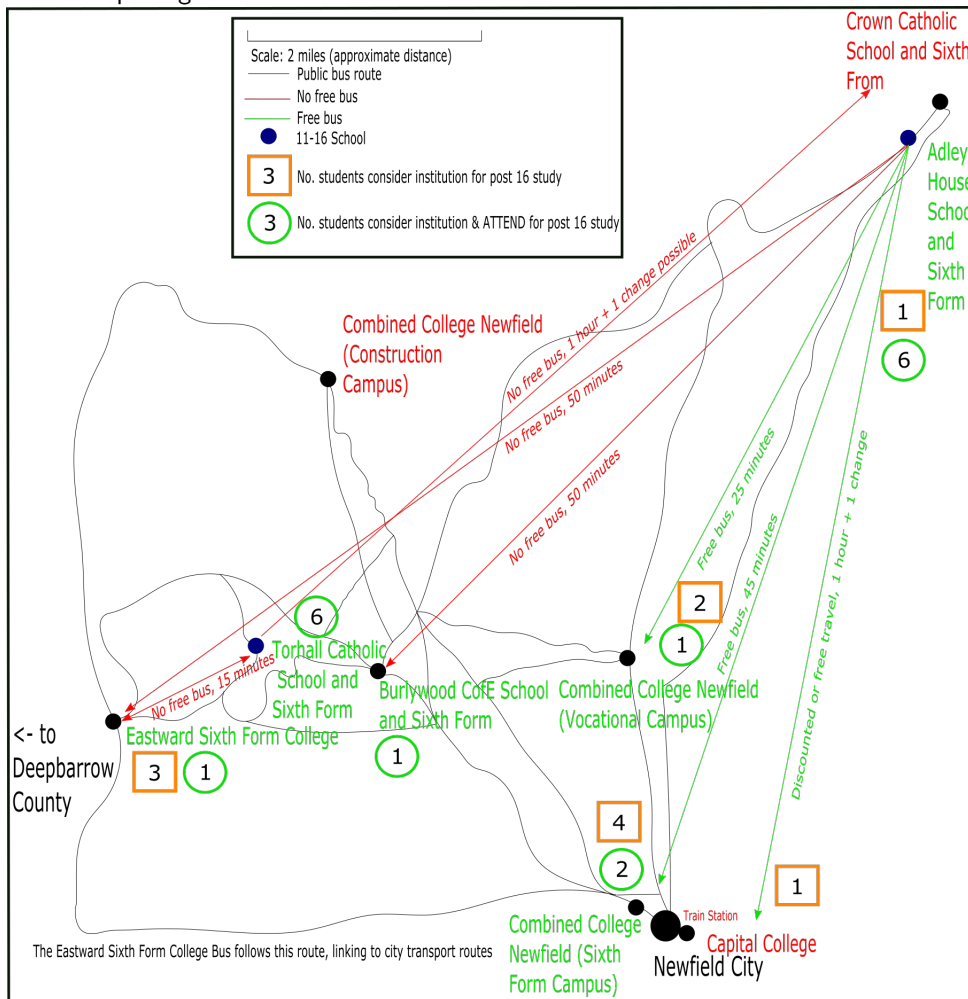 Crown Catholic
School and Sixth
From
Scale: 2 miles (approximate distance)
Public bus route
No free bus
Free bus
11-16 School
3
No. students consider institution for post 16 study
3
No. students consider institution & ATTEND for post 16 study
Adley
House
School
and
Sixth
Form
1
6
No free bus, 1 hour + 1 change possible
No free bus, 50 minutes
No free bus, 50 minutes
Combined College Newfield
(Construction
Campus)
Free bus, 25 minutes
Free bus, 45 minutes
Discounted or free travel, 1 hour + 1 change
2
1
6
Torhall Catholic
School and
Sixth Form
No free bus, 15 minutes
Burlywood CofE School
and Sixth Form
1
Combined College Newfield
(Vocational Campus)
<- to
Deepbarrow
County
Eastward Sixth Form College
3
1
4
2
1
Combined College
Newfield (Sixth
Form Campus)
Train Station
Capital College
Newfield City
The Eastward Sixth Form College Bus follows this route, linking to city transport routes